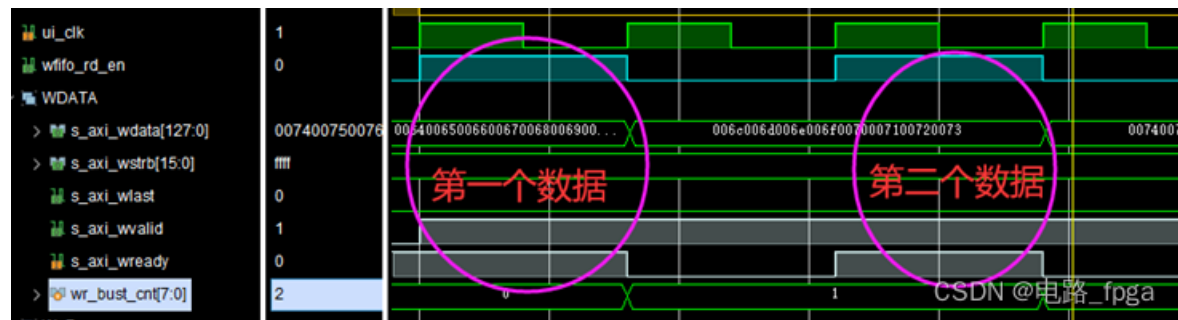 ui_clk 1
wfifo_rd_en 0
WDATA
s_axi_wdata[127:0] 007400750076 00640065006600670068006900... 006c006d006e006f0070007100720073 0074007
s_axi_wstrb[15:0] ffff
第一个数据 第二个数据
s_axi_wlast 0
s_axi_wvalid 1
s_axi_wready 0
wr_bust_cnt[7:0] 2 0 1
CSDN @电路_fpga